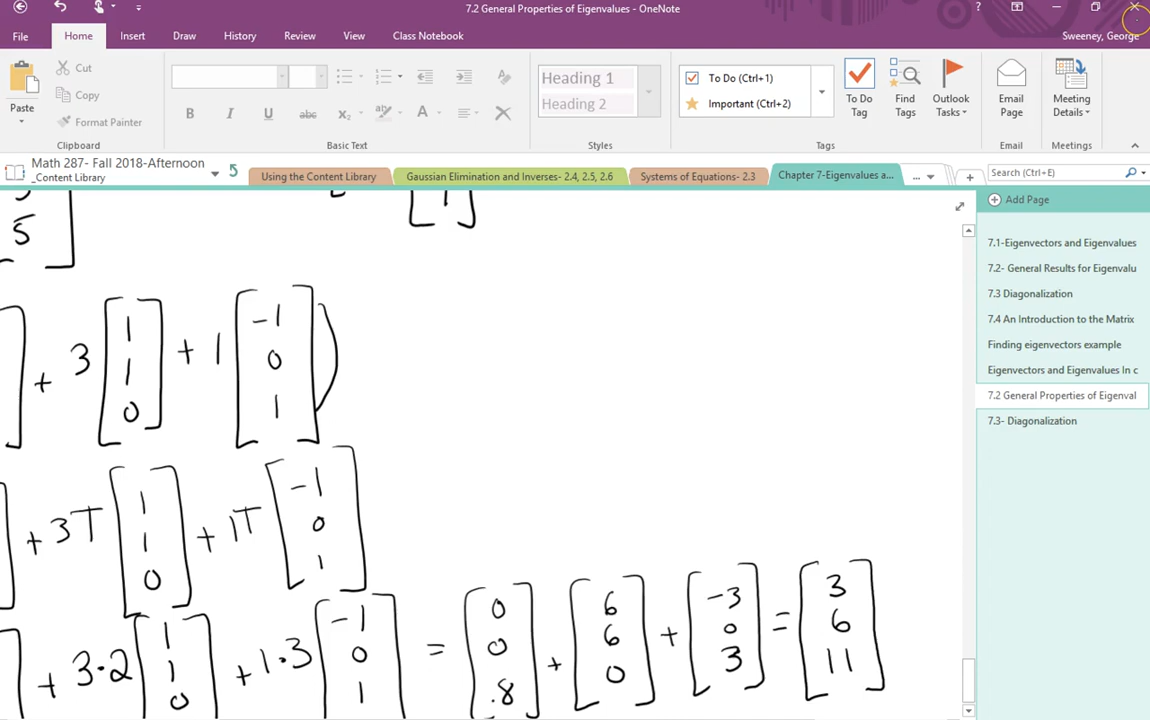 7.2 General Properties of Eigenvalues - OneNote
?
File Home Insert Draw History Review View Class Notebook
Sweeney, George
Paste
Cut
Copy
Format Painter
B I U abc X₂ ab A
Heading 1
Heading 2
To Do (Ctrl+1)
Important (Ctrl+2)
To Do
Tag
Find
Tags
Outlook
Tasks
Email
Page
Meeting
Details
Clipboard Basic Text Styles Tags Email Meetings
Math 287- Fall 2018-Afternoon
_Content Library
Using the Content Library
Gaussian Elimination and Inverses- 2.4, 2.5, 2.6
Systems of Equations- 2.3
Chapter 7-Eigenvalues a...
...
Search (Ctrl+E)
Add Page
7.1-Eigenvectors and Eigenvalues
7.2- General Results for Eigenvalu
7.3 Diagonalization
7.4 An Introduction to the Matrix
Finding eigenvectors example
Eigenvectors and Eigenvalues In c
7.2 General Properties of Eigenval
7.3- Diagonalization
5
1
+ 3 [1 1 0] + 1 [-1 0 1] )
+ 3T [1 1 0] + 1T [-1 0 1]
+ 3·2 [1 1 0] + 1·3 [-1 0 1] = [0 0 .8] + [6 6 0] + [-3 0 3] = [3 6 11]